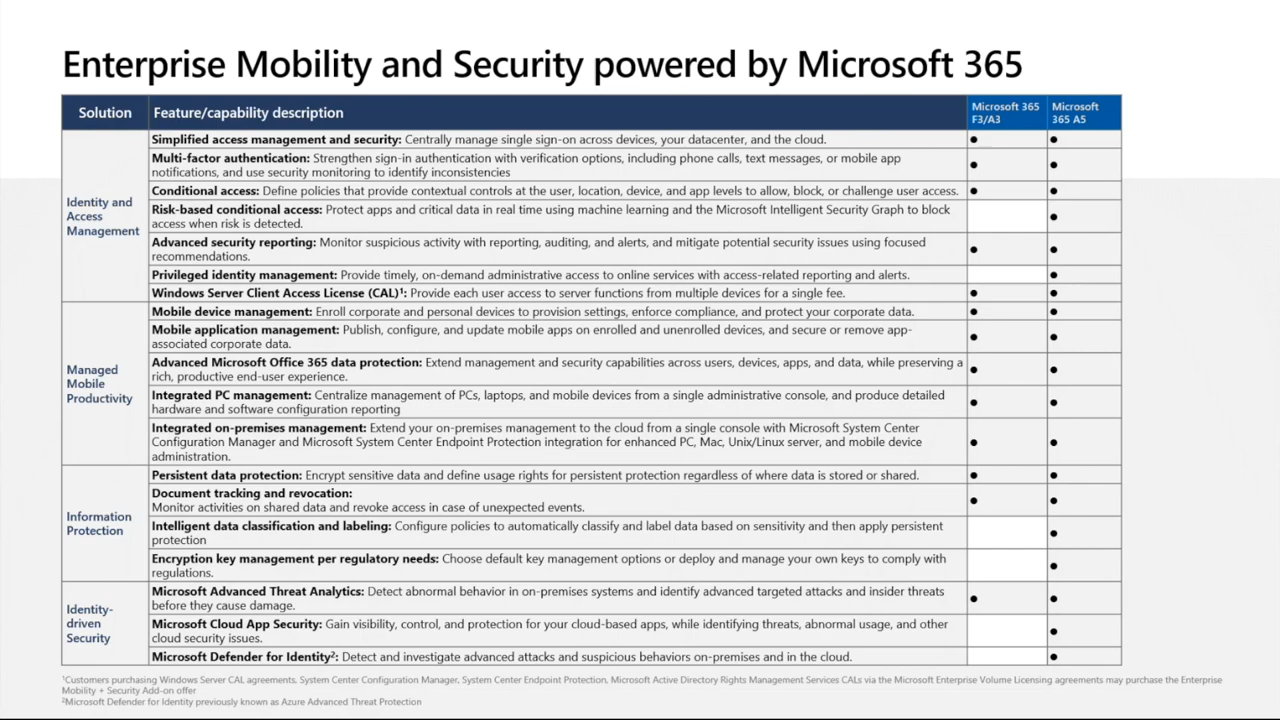 Enterprise Mobility and Security powered by Microsoft 365
Solution
Feature/capability description
Microsoft 365
F3/A3
Microsoft
365 A5
Identity and
Access
Management
Simplified access management and security: Centrally manage single sign-on across devices, your datacenter, and the cloud.
●
●
Multi-factor authentication: Strengthen sign-in authentication with verification options, including phone calls, text messages, or mobile app
notifications, and use security monitoring to identify inconsistencies
●
●
Conditional access: Define policies that provide contextual controls at the user, location, device, and app levels to allow, block, or challenge user access.
●
●
Risk-based conditional access: Protect apps and critical data in real time using machine learning and the Microsoft Intelligent Security Graph to block
access when risk is detected.
●
Advanced security reporting: Monitor suspicious activity with reporting, auditing, and alerts, and mitigate potential security issues using focused
recommendations.
●
●
Privileged identity management: Provide timely, on-demand administrative access to online services with access-related reporting and alerts.
●
Windows Server Client Access License (CAL)¹: Provide each user access to server functions from multiple devices for a single fee.
●
●
Managed
Mobile
Productivity
Mobile device management: Enroll corporate and personal devices to provision settings, enforce compliance, and protect your corporate data.
●
●
Mobile application management: Publish, configure, and update mobile apps on enrolled and unenrolled devices, and secure or remove app-
associated corporate data.
●
●
Advanced Microsoft Office 365 data protection: Extend management and security capabilities across users, devices, apps, and data, while preserving a
rich, productive end-user experience.
●
●
Integrated PC management: Centralize management of PCs, laptops, and mobile devices from a single administrative console, and produce detailed
hardware and software configuration reporting
●
●
Integrated on-premises management: Extend your on-premises management to the cloud from a single console with Microsoft System Center
Configuration Manager and Microsoft System Center Endpoint Protection integration for enhanced PC, Mac, Unix/Linux server, and mobile device
administration.
●
●
Information
Protection
Persistent data protection: Encrypt sensitive data and define usage rights for persistent protection regardless of where data is stored or shared.
●
●
Document tracking and revocation:
Monitor activities on shared data and revoke access in case of unexpected events.
●
●
Intelligent data classification and labeling: Configure policies to automatically classify and label data based on sensitivity and then apply persistent
protection
●
Encryption key management per regulatory needs: Choose default key management options or deploy and manage your own keys to comply with
regulations.
●
Identity-
driven
Security
Microsoft Advanced Threat Analytics: Detect abnormal behavior in on-premises systems and identify advanced targeted attacks and insider threats
before they cause damage.
●
●
Microsoft Cloud App Security: Gain visibility, control, and protection for your cloud-based apps, while identifying threats, abnormal usage, and other
cloud security issues.
●
Microsoft Defender for Identity²: Detect and investigate advanced attacks and suspicious behaviors on-premises and in the cloud.
●
¹Customers purchasing Windows Server CAL agreements, System Center Configuration Manager, System Center Endpoint Protection, Microsoft Active Directory Rights Management Services CALs via the Microsoft Enterprise Volume Licensing agreements may purchase the Enterprise
Mobility + Security Add-on offer
²Microsoft Defender for Identity previously known as Azure Advanced Threat Protection